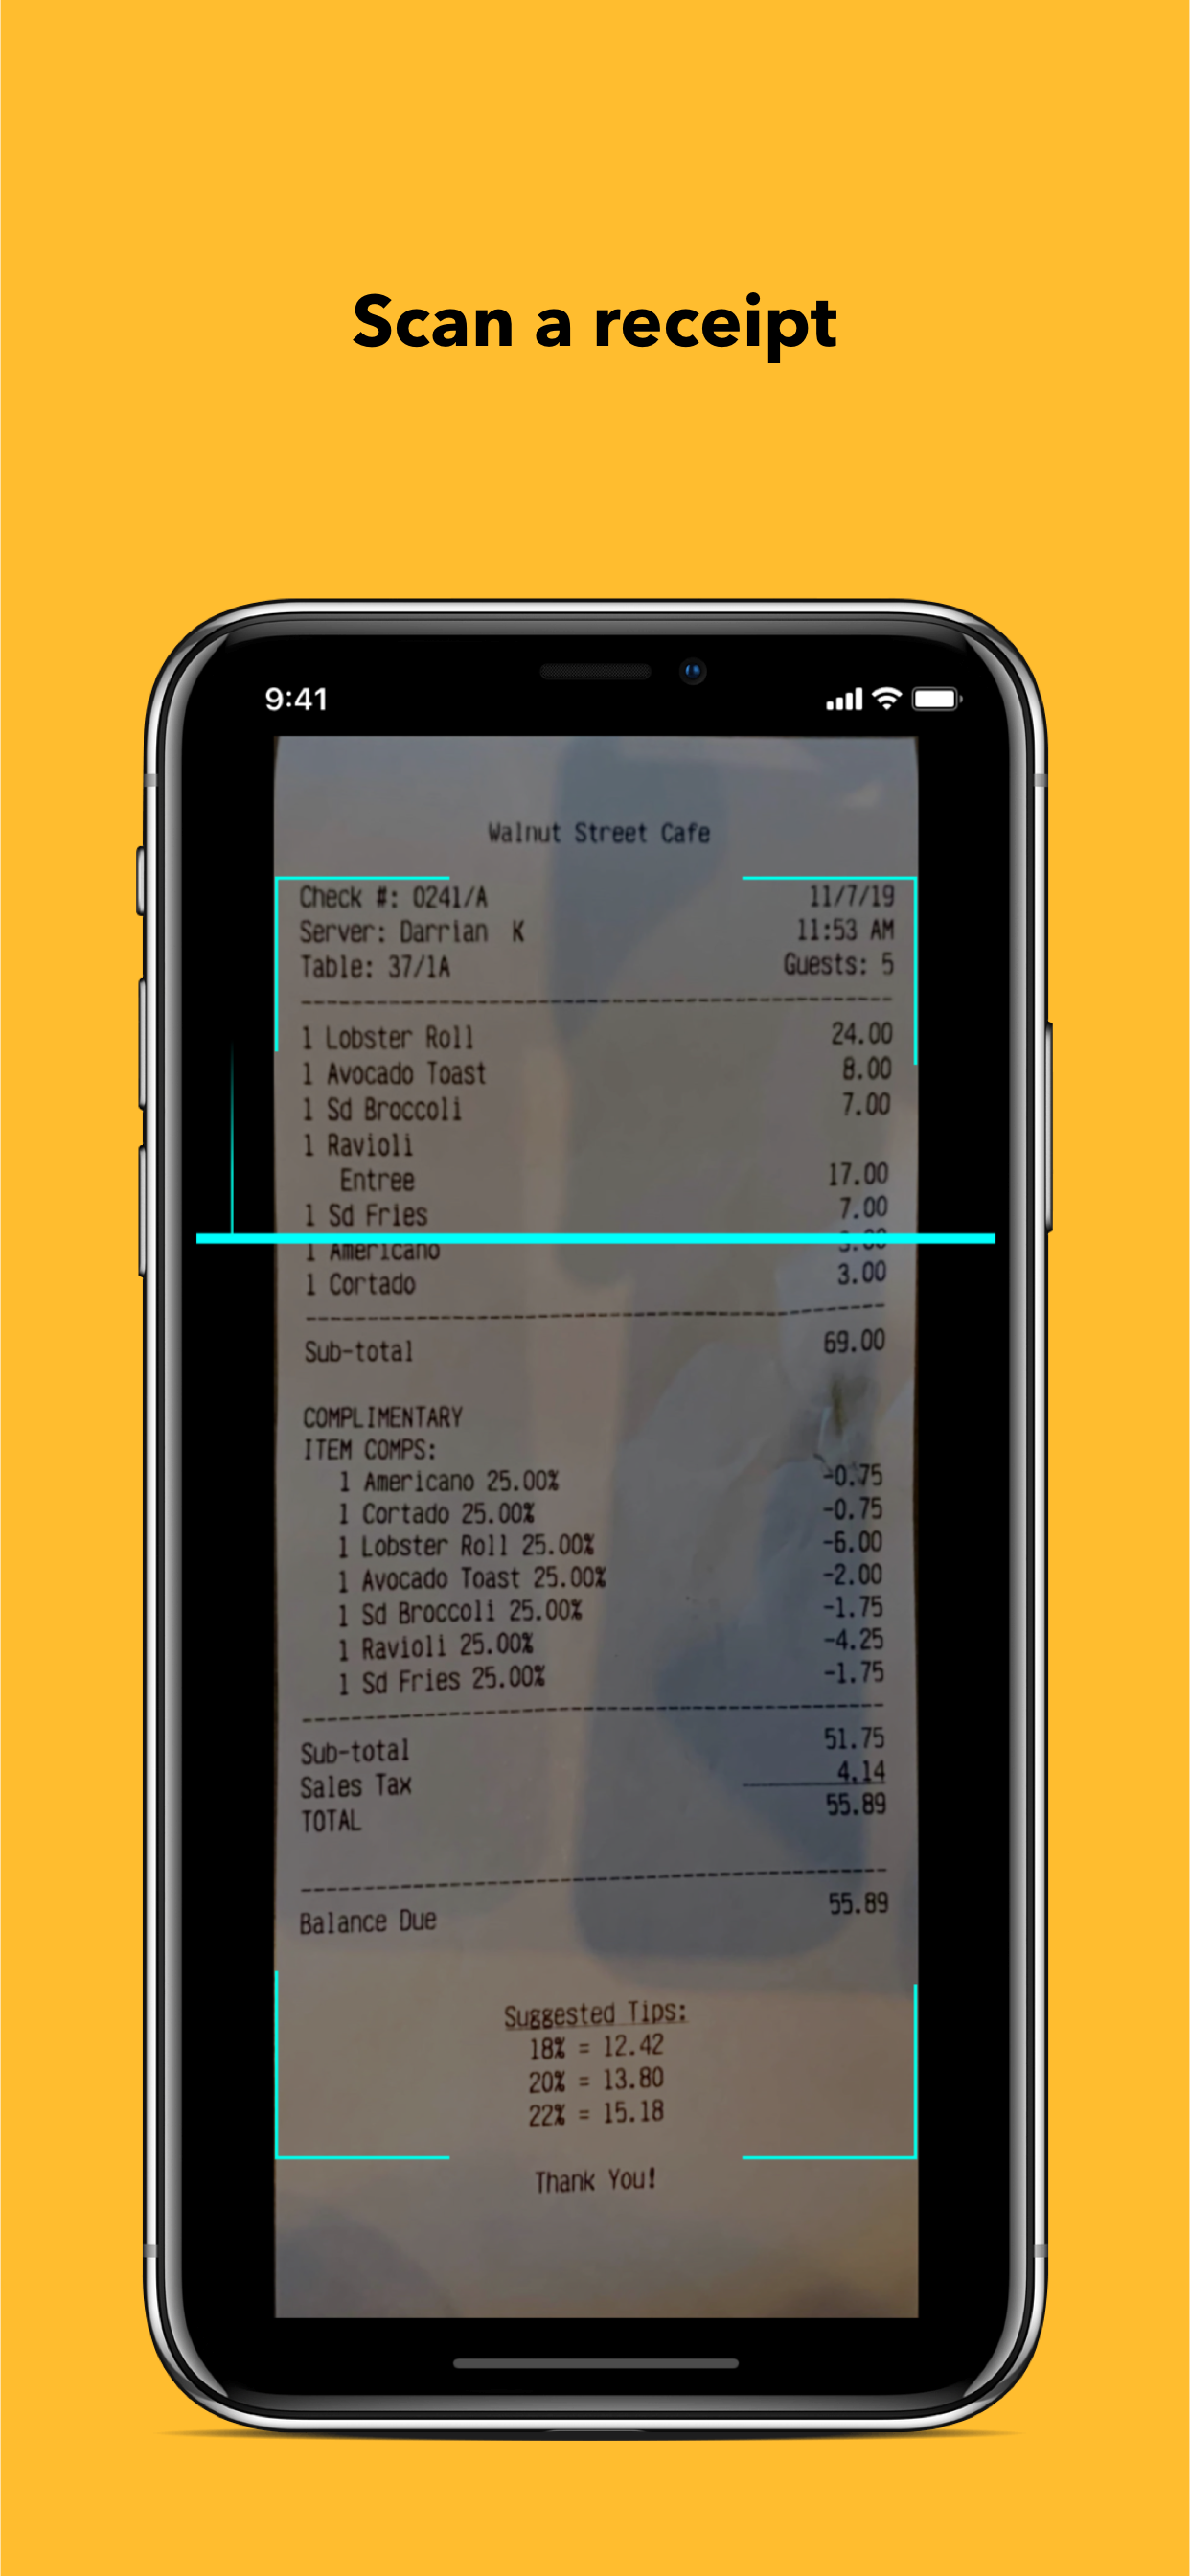 Scan a receipt
9:41
Walnut Street Cafe
Check #: 0241/A 11/7/19
Server: Darrian K 11:53 AM
Table: 37/1A Guests: 5
1 Lobster Roll 24.00
1 Avocado Toast 8.00
1 Sd Broccoli 7.00
1 Ravioli
Entree 17.00
1 Sd Fries 7.00
1 Americano
1 Cortado 3.00
Sub-total 69.00
COMPLIMENTARY
ITEM COMPS:
1 Americano 25.00% -0.75
1 Cortado 25.00% -0.75
1 Lobster Roll 25.00% -6.00
1 Avocado Toast 25.00% -2.00
1 Sd Broccoli 25.00% -1.75
1 Ravioli 25.00% -4.25
1 Sd Fries 25.00% -1.75
Sub-total 51.75
Sales Tax 4.14
TOTAL 55.89
Balance Due 55.89
Suggested Tips:
18% = 12.42
20% = 13.80
22% = 15.18
Thank You!